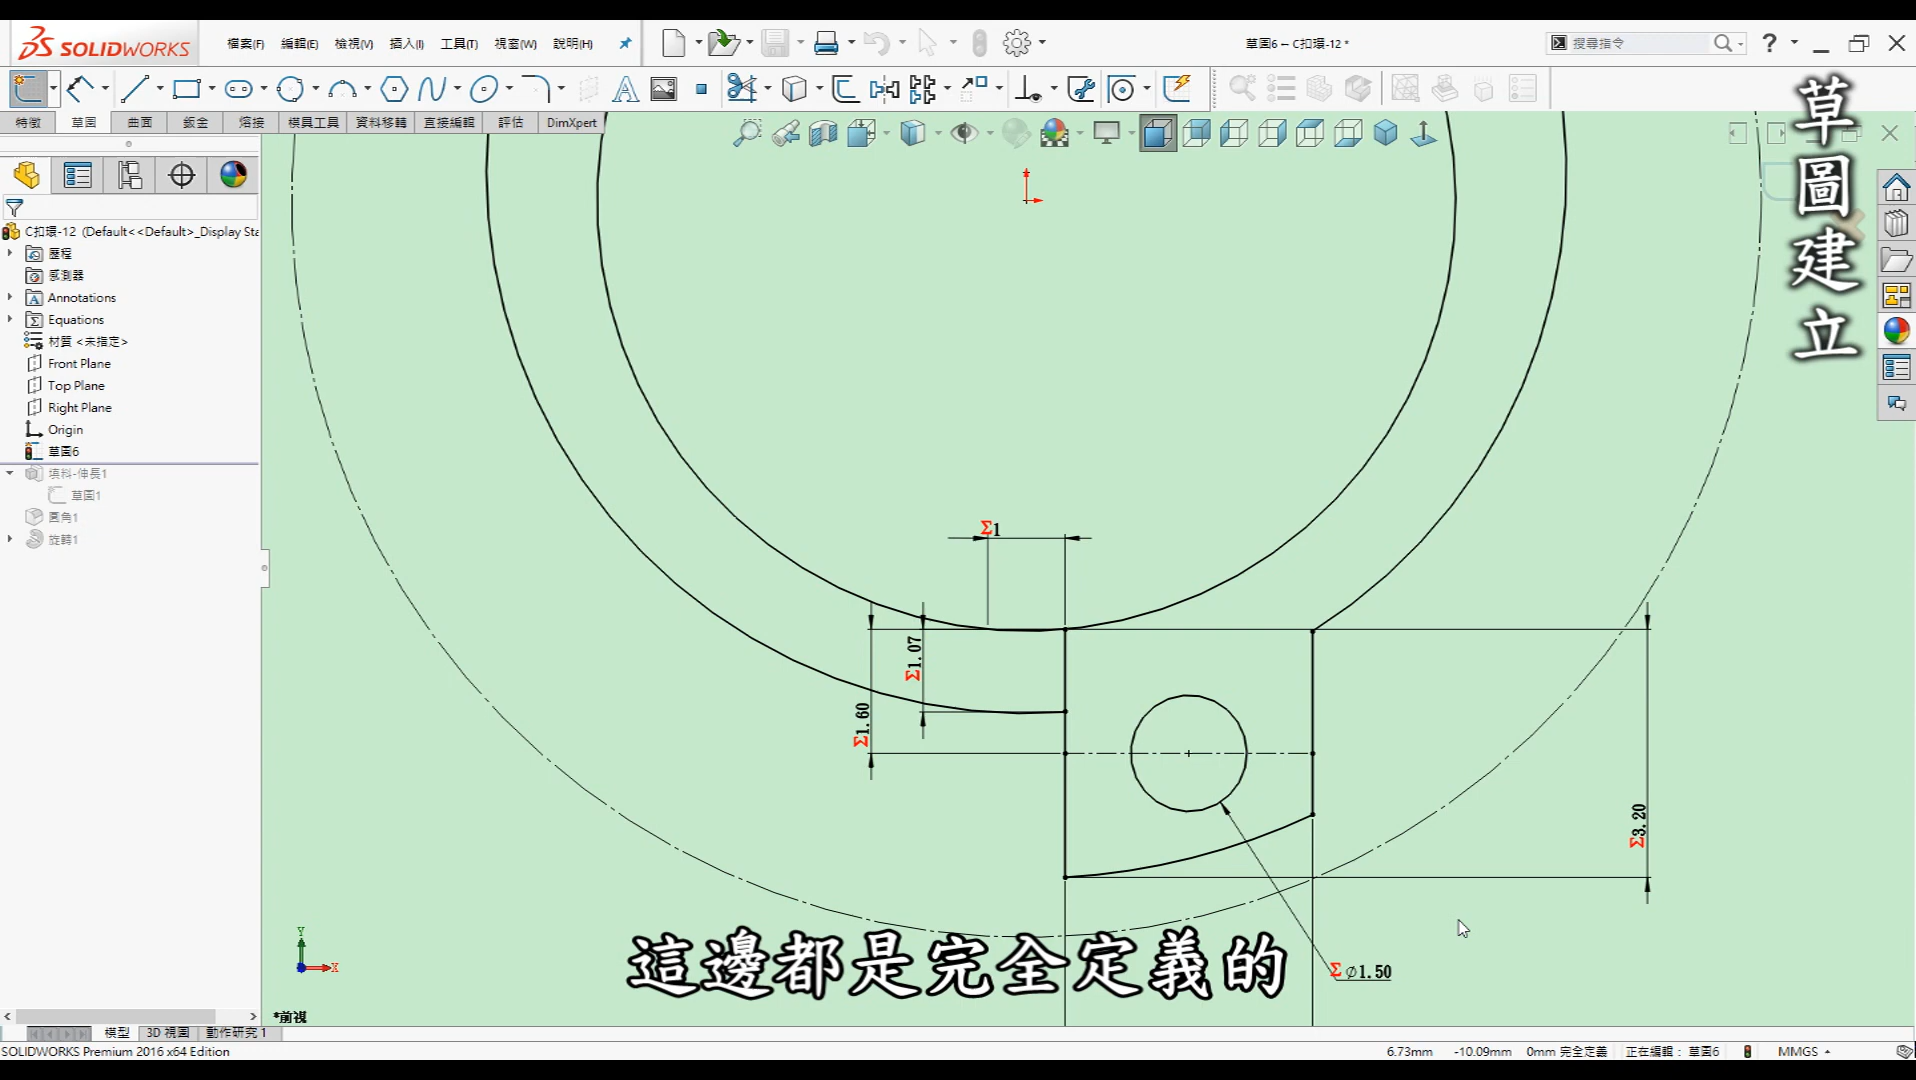 SOLIDWORKS
檔案(F) 編輯(E) 檢視(V) 插入(I) 工具(T) 視窗(W) 說明(H)
草圖6 – C扣環-12 *
搜尋指令
特徵 草圖 曲面 鈑金 熔接 模具工具 資料移轉 直接編輯 評估 DimXpert
C扣環-12 (Default<<Default>_Display Sta
歷程
感測器
Annotations
Equations
材質 <未指定>
Front Plane
Top Plane
Right Plane
Origin
草圖6
填料-伸長1
草圖1
圓角1
旋轉1
草圖建立
Σ1
Σ1.07
Σ1.60
Σ3.20
Σ∅1.50
這邊都是完全定義的
Y
X
*前視
模型 3D 視圖 動作研究 1
SOLIDWORKS Premium 2016 x64 Edition
6.73mm -10.09mm 0mm 完全定義 正在編輯： 草圖6 MMGS